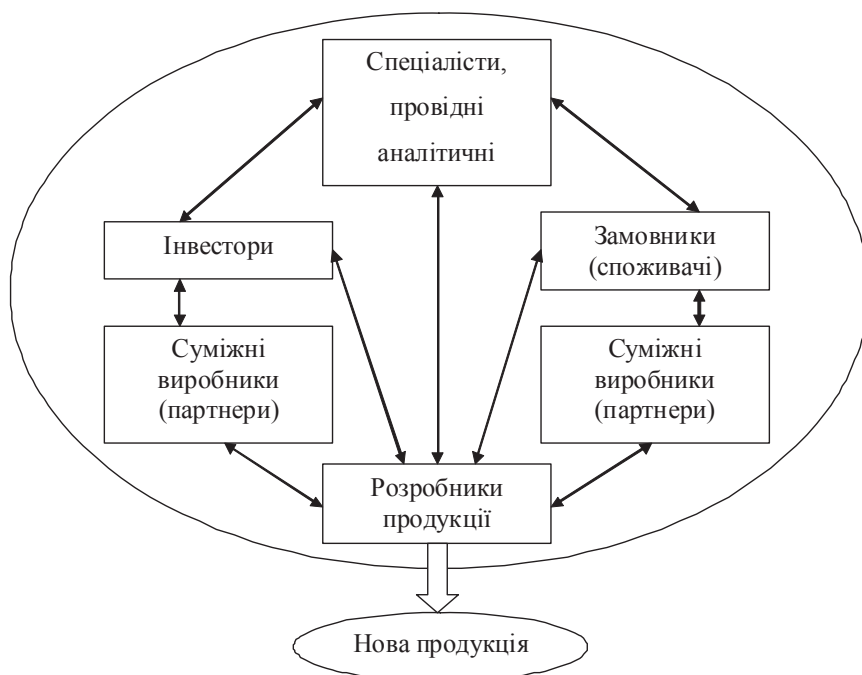 Спеціалісти,
провідні
аналітичні
Інвестори
Замовники
(споживачі)
Суміжні
виробники
(партнери)
Суміжні
виробники
(партнери)
Розробники
продукції
Нова продукція